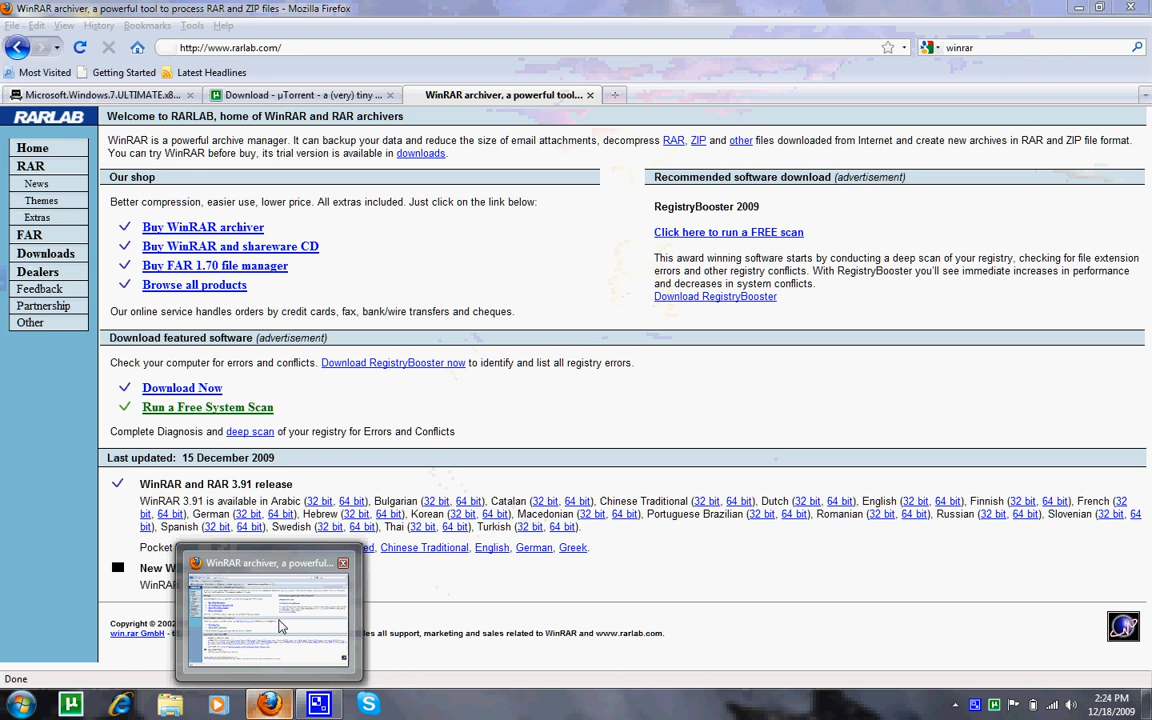 WinRAR archiver, a powerful tool to process RAR and ZIP files - Mozilla Firefox
File Edit View History Bookmarks Tools Help
http://www.rarlab.com/
winrar
Most Visited Getting Started Latest Headlines
Microsoft.Windows.7.ULTIMATE.x8...
Download - µTorrent - a (very) tiny ...
WinRAR archiver, a powerful tool...
RARLAB
Welcome to RARLAB, home of WinRAR and RAR archivers
Home
RAR
News
Themes
Extras
FAR
Downloads
Dealers
Feedback
Partnership
Other
WinRAR is a powerful archive manager. It can backup your data and reduce the size of email attachments, decompress RAR, ZIP and other files downloaded from Internet and create new archives in RAR and ZIP file format.
You can try WinRAR before buy, its trial version is available in downloads.
Our shop
Better compression, easier use, lower price. All extras included. Just click on the link below:
Buy WinRAR archiver
Buy WinRAR and shareware CD
Buy FAR 1.70 file manager
Browse all products
Our online service handles orders by credit cards, fax, bank/wire transfers and cheques.
Recommended software download (advertisement)
RegistryBooster 2009
Click here to run a FREE scan
This award winning software starts by conducting a deep scan of your registry, checking for file extension
errors and other registry conflicts. With RegistryBooster you'll see immediate increases in performance
and decreases in system conflicts.
Download RegistryBooster
Download featured software (advertisement)
Check your computer for errors and conflicts. Download RegistryBooster now to identify and list all registry errors.
Download Now
Run a Free System Scan
Complete Diagnosis and deep scan of your registry for Errors and Conflicts
Last updated: 15 December 2009
WinRAR and RAR 3.91 release
WinRAR 3.91 is available in Arabic (32 bit, 64 bit), Bulgarian (32 bit, 64 bit), Catalan (32 bit, 64 bit), Chinese Traditional (32 bit, 64 bit), Dutch (32 bit, 64 bit), English (32 bit, 64 bit), Finnish (32 bit, 64 bit), French (32
bit, 64 bit), German (32 bit, 64 bit), Hebrew (32 bit, 64 bit), Korean (32 bit, 64 bit), Macedonian (32 bit, 64 bit), Portuguese Brazilian (32 bit, 64 bit), Romanian (32 bit, 64 bit), Russian (32 bit, 64 bit), Slovenian (32 bit, 64
bit), Spanish (32 bit, 64 bit), Swedish (32 bit, 64 bit), Thai (32 bit, 64 bit), Turkish (32 bit, 64 bit).
Pocket Chinese Traditional, English, German, Greek.
WinRAR archiver, a powerful...
New
WinRAR
Copyright © 2002
win.rar GmbH - all support, marketing and sales related to WinRAR and www.rarlab.com.
Done
2:24 PM
12/18/2009